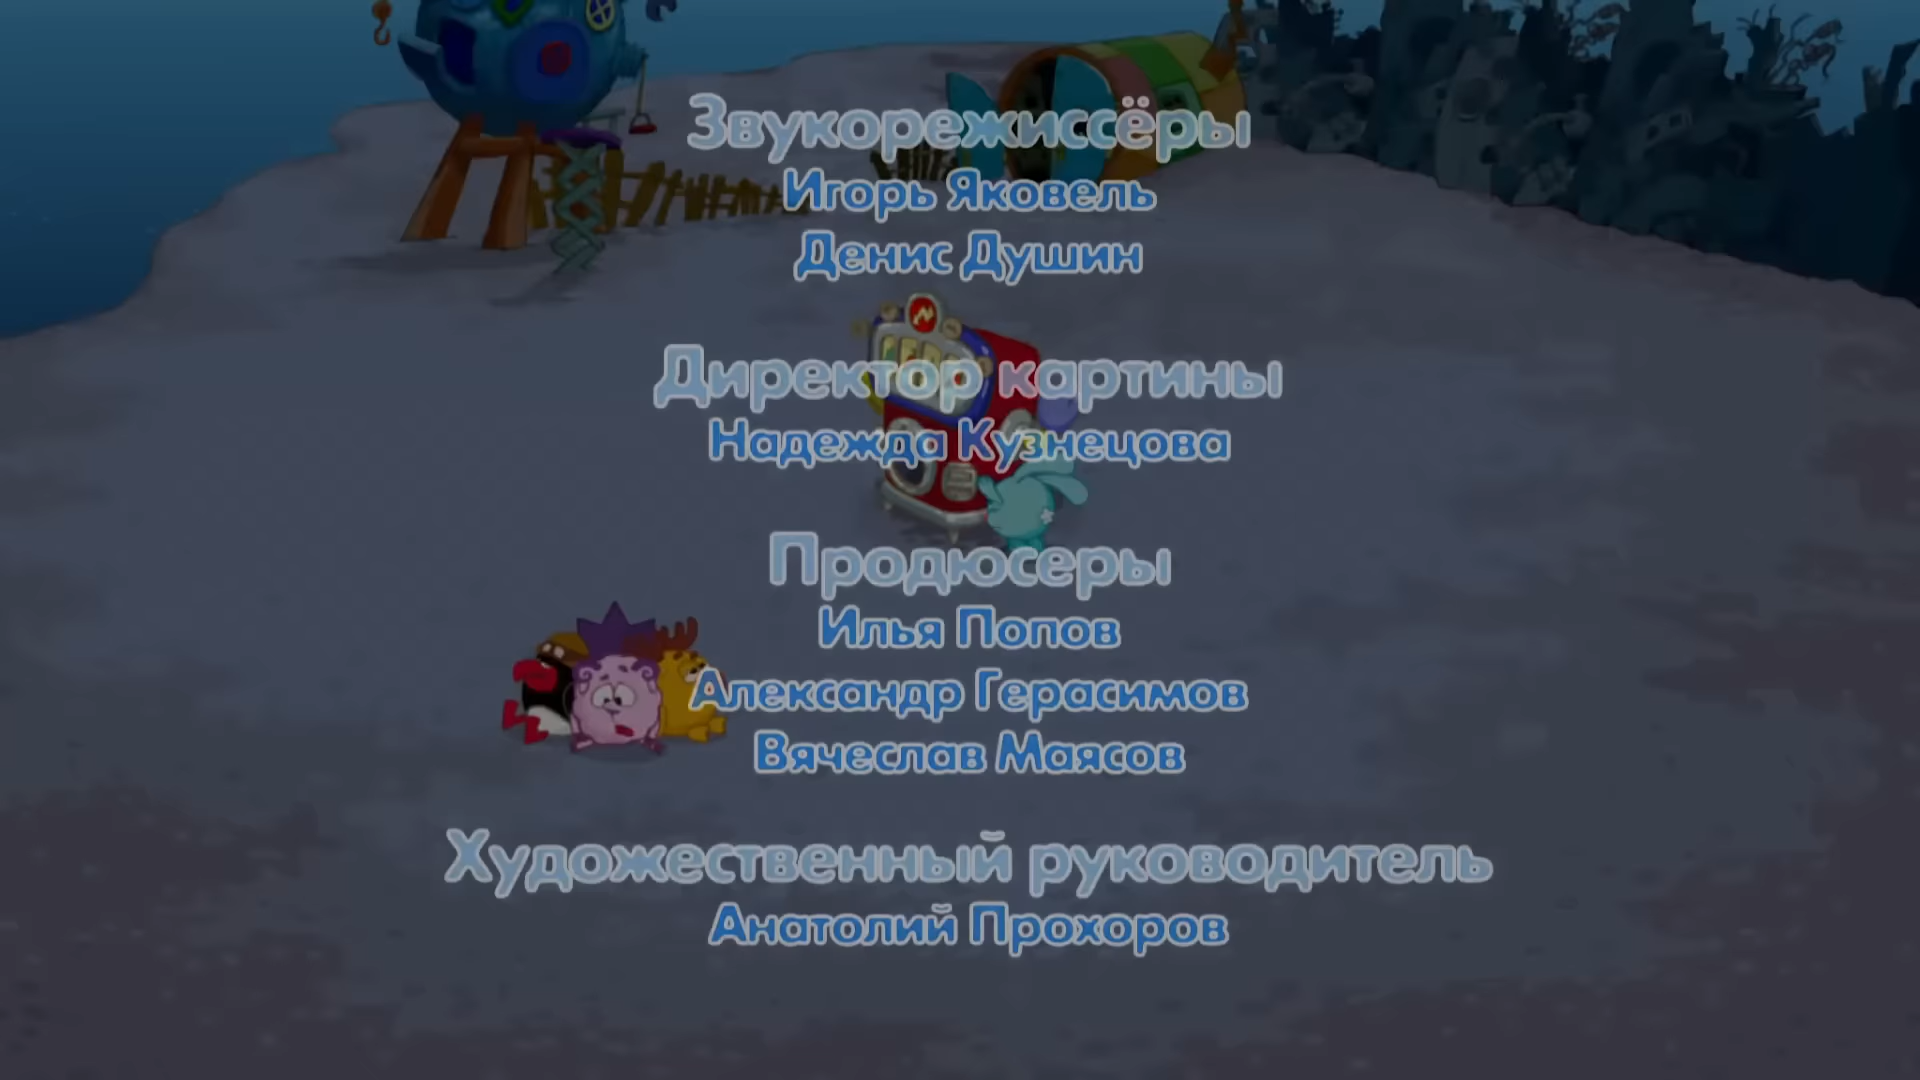 Звукорежиссёры
Игорь Яковель
Денис Душин
Директор картины
Надежда Кузнецова
Продюсеры
Илья Попов
Александр Герасимов
Вячеслав Маясов
Художественный руководитель
Анатолий Прохоров